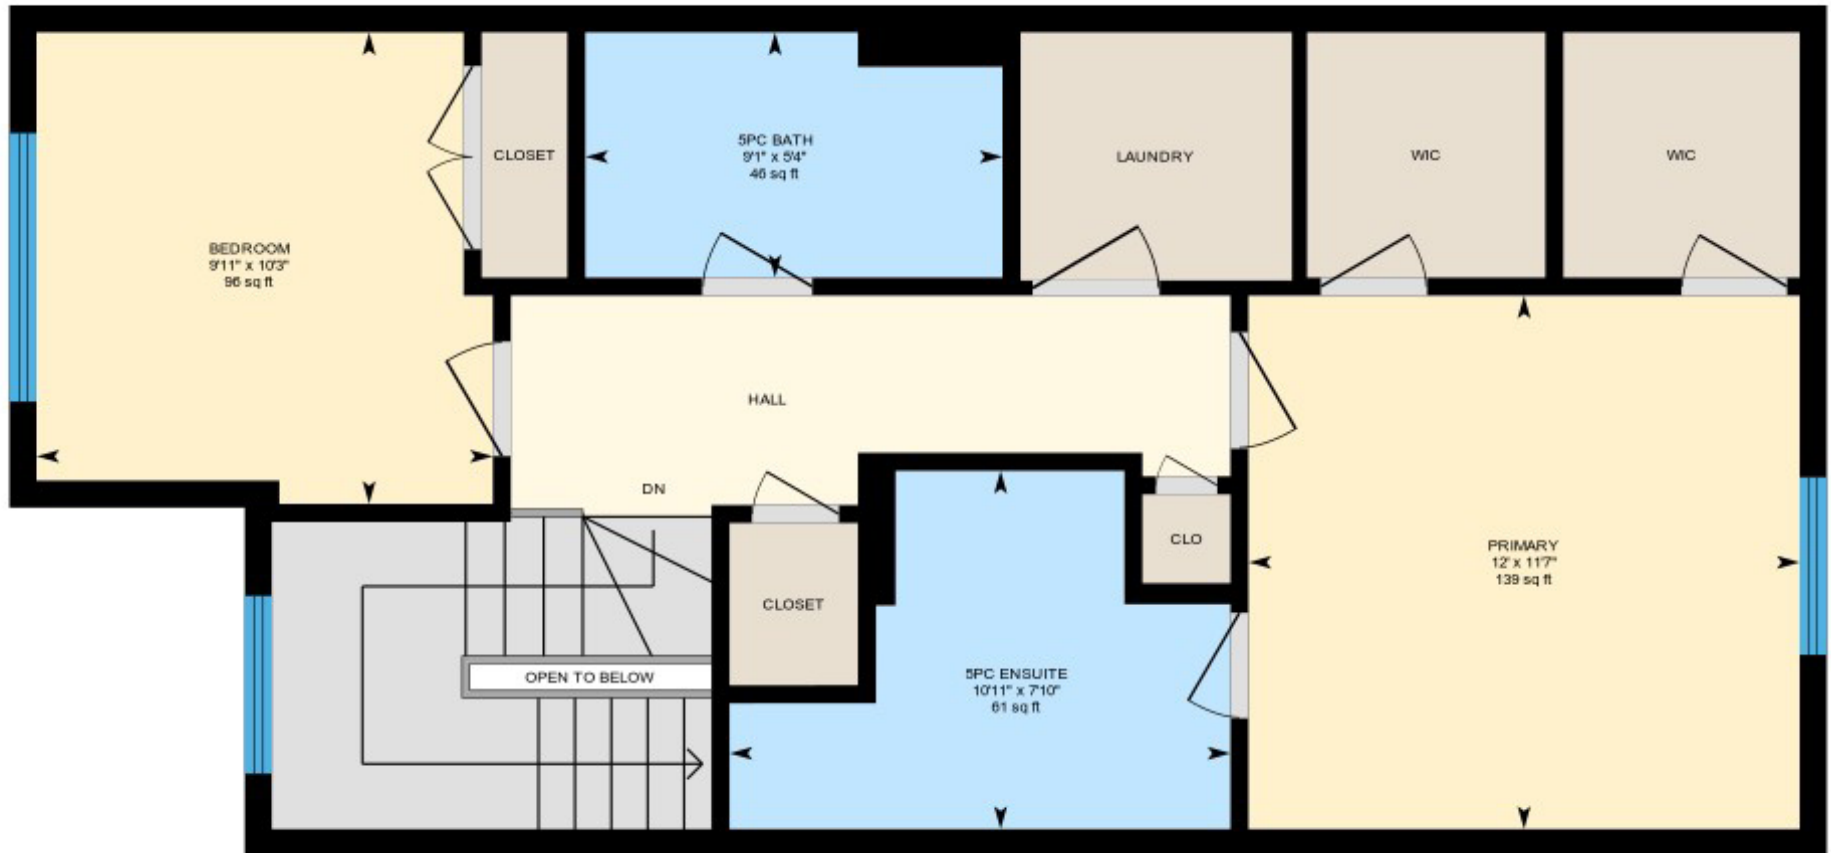 CLOSET
5PC BATH
9'1" x 5'4"
46 sq ft
LAUNDRY
WIC
WIC
BEDROOM
9'11" x 10'3"
96 sq ft
HALL
DN
CLO
PRIMARY
12' x 11'7"
139 sq ft
CLOSET
OPEN TO BELOW
5PC ENSUITE
10'11" x 7'10"
61 sq ft